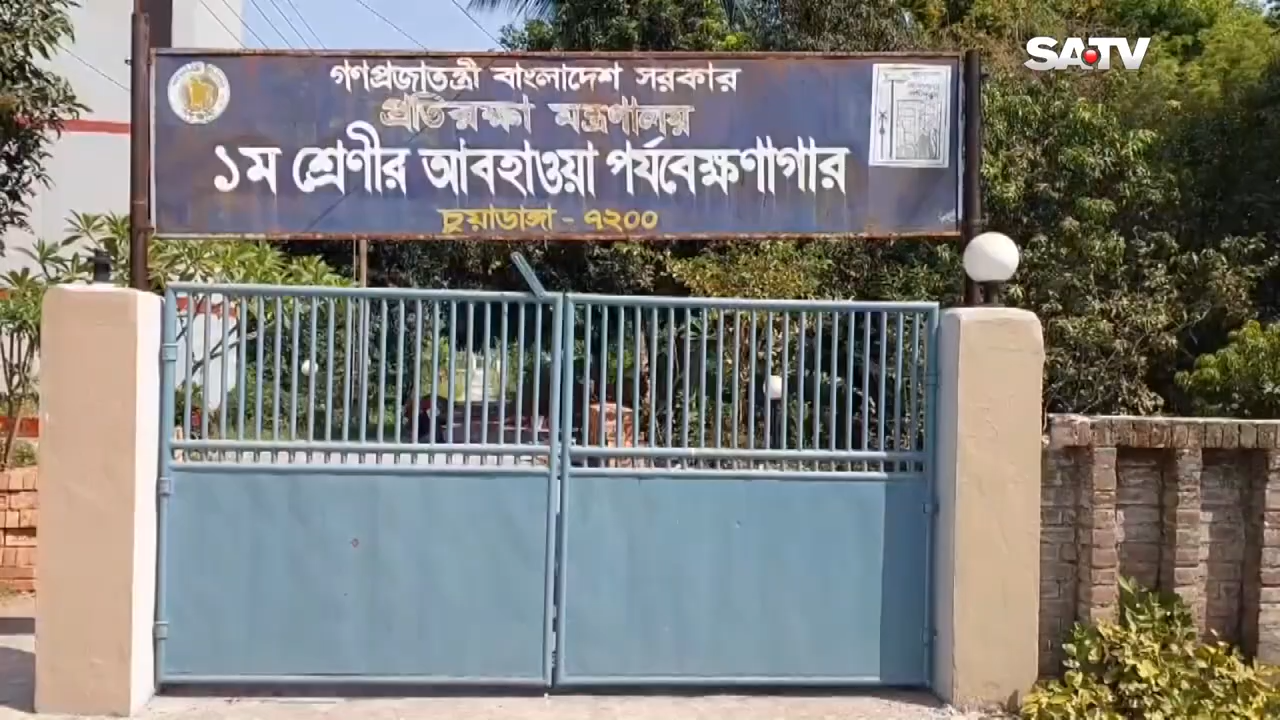 SATV
গণপ্রজাতন্ত্রী বাংলাদেশ সরকার
প্রতিরক্ষা মন্ত্রণালয়
১ম শ্রেণীর আবহাওয়া পর্যবেক্ষণাগার
চুয়াডাঙ্গা - ৭২০০